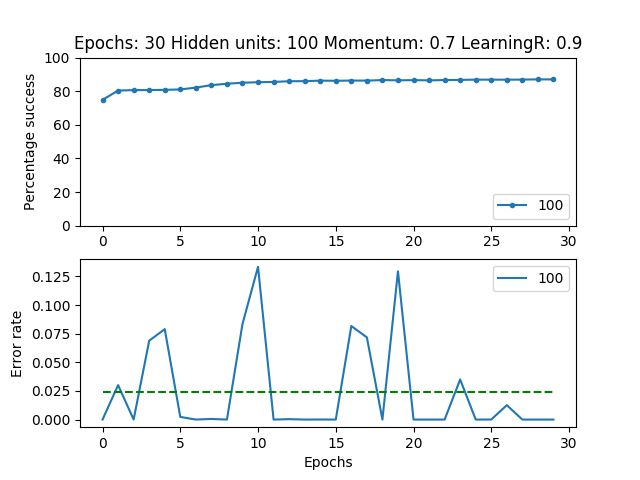 Epochs: 30 Hidden units: 100 Momentum: 0.7 LearningR: 0.9
100
80
60
40
20
0
Percentage success
100
0 5 10 15 20 25 30
0.125
0.100
0.075
0.050
0.025
0.000
Error rate
100
0 5 10 15 20 25 30
Epochs